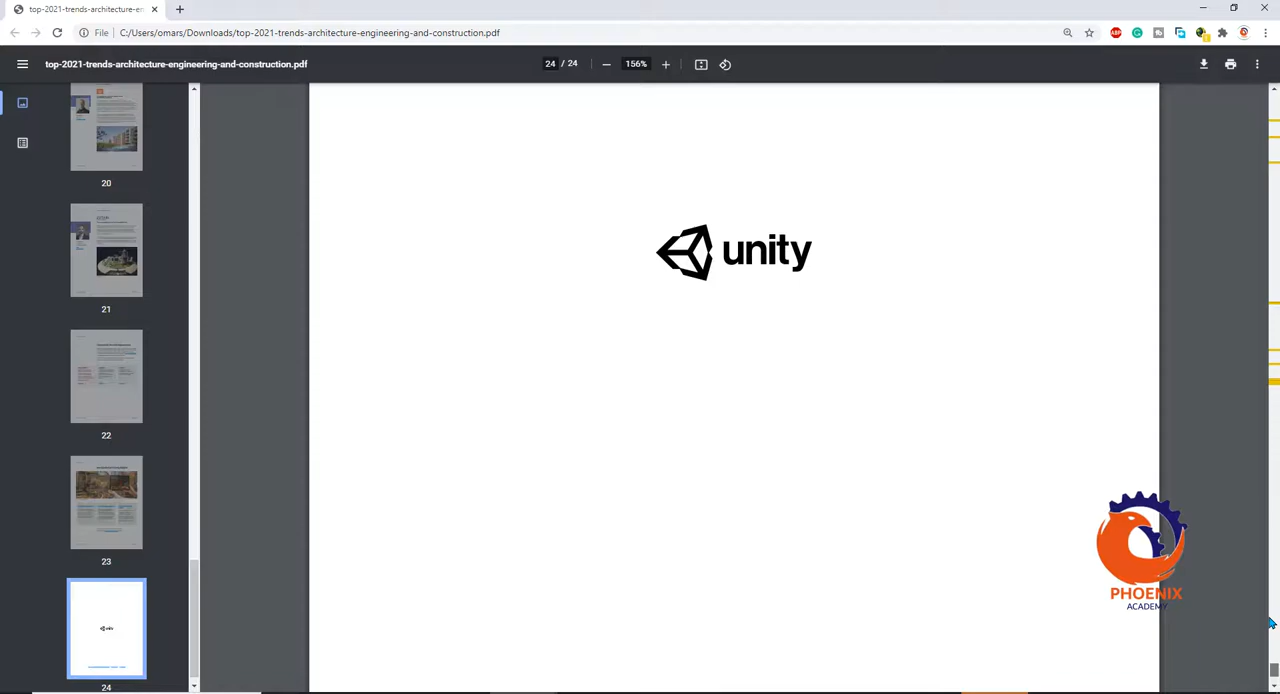 top-2021-trends-architecture-en
File C:/Users/omars/Downloads/top-2021-trends-architecture-engineering-and-construction.pdf
ABP
top-2021-trends-architecture-engineering-and-construction.pdf
24 / 24
156%
20
21
22
23
24
unity
PHOENIX
ACADEMY